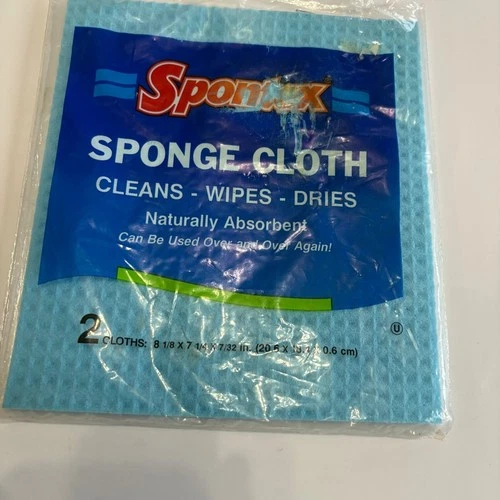 Spontex
SPONGE CLOTH
CLEANS - WIPES - DRIES
Naturally Absorbent
Can Be Used Over and Over Again!
U
2 CLOTHS: 8 1/8 X 7 1/4 X 7/32 in. (20.6 X 0.6 cm)